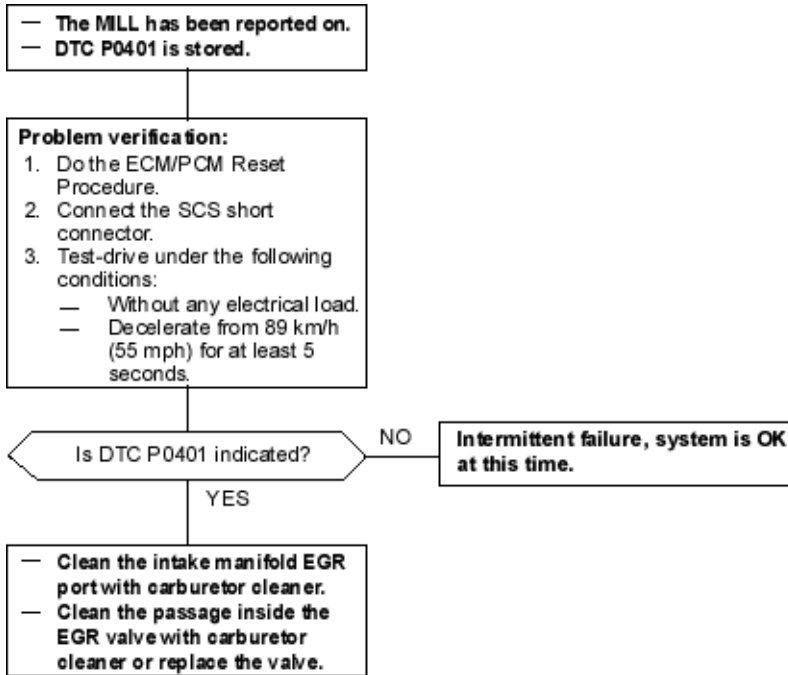 — The MILL has been reported on.
— DTC P0401 is stored.
Problem verification:
1. Do the ECM/PCM Reset
Procedure.
2. Connect the SCS short
connector.
3. Test-drive under the following
conditions:
— Without any electrical load.
— Decelerate from 89 km/h
(55 mph) for at least 5
seconds.
Is DTC P0401 indicated?
NO
Intermittent failure, system is OK
at this time.
YES
— Clean the intake manifold EGR
port with carburetor cleaner.
— Clean the passage inside the
EGR valve with carburetor
cleaner or replace the valve.